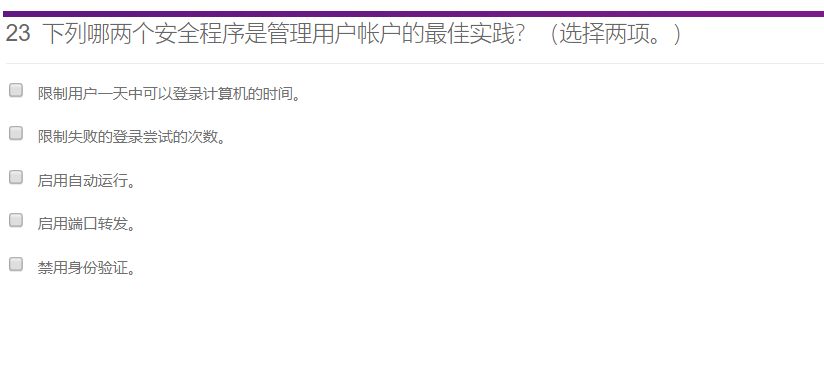 23 下列哪两个安全程序是管理用户帐户的最佳实践？（选择两项。）
限制用户一天中可以登录计算机的时间。
限制失败的登录尝试的次数。
启用自动运行。
启用端口转发。
禁用身份验证。